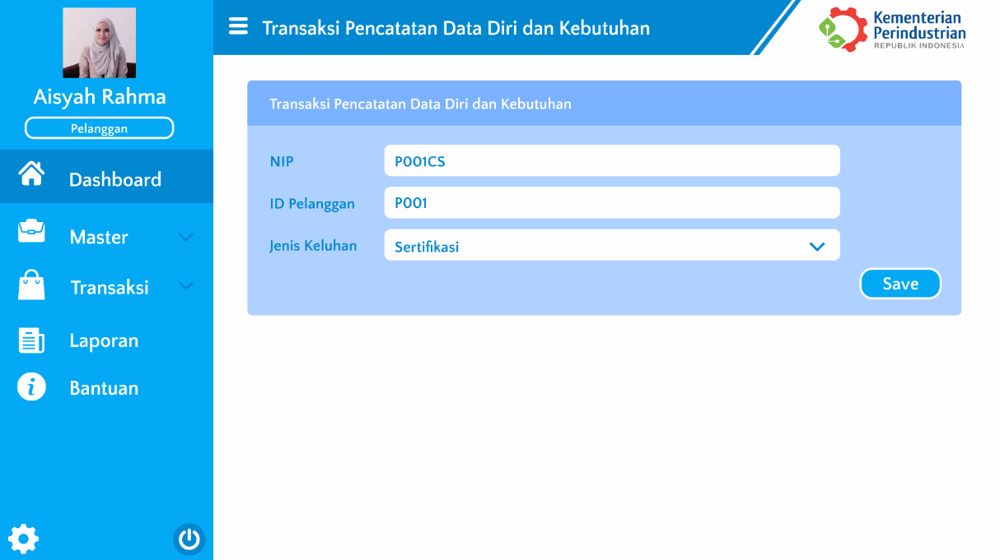 Aisyah Rahma
Pelanggan
Dashboard
Master
Transaksi
Laporan
Bantuan
Transaksi Pencatatan Data Diri dan Kebutuhan
Kementerian
Perindustrian
REPUBLIK INDONESIA
Transaksi Pencatatan Data Diri dan Kebutuhan
NIP P001CS
ID Pelanggan P001
Jenis Keluhan Sertifikasi
Save